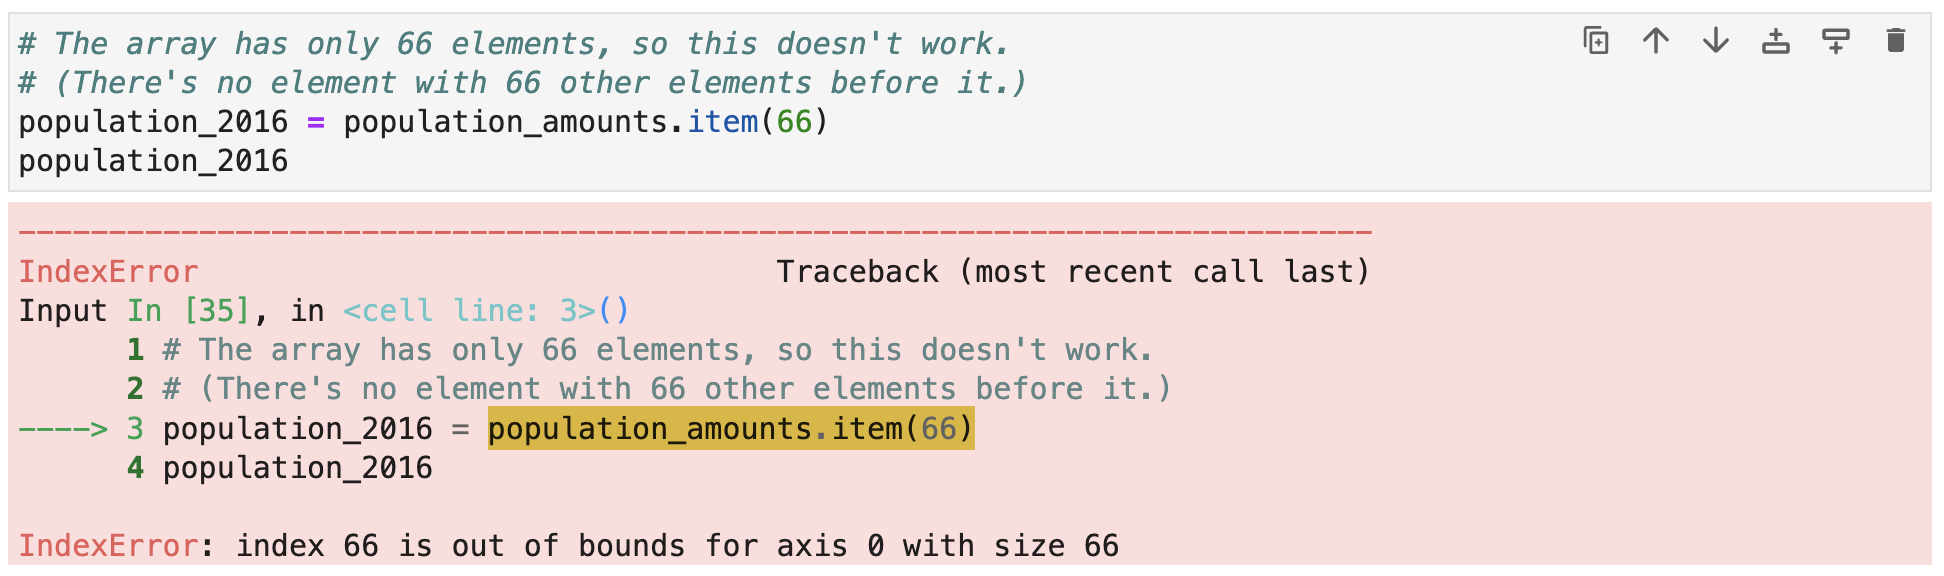 # The array has only 66 elements, so this doesn't work.
# (There's no element with 66 other elements before it.)
population_2016 = population_amounts.item(66)
population_2016
---------------------------------------------------------------------------
IndexError                                Traceback (most recent call last)
Input In [35], in <cell line: 3>()
      1 # The array has only 66 elements, so this doesn't work.
      2 # (There's no element with 66 other elements before it.)
----> 3 population_2016 = population_amounts.item(66)
      4 population_2016
IndexError: index 66 is out of bounds for axis 0 with size 66